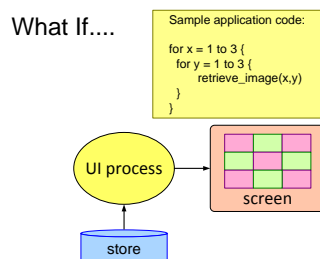 What If....
Sample application code:
for x = 1 to 3 {
for y = 1 to 3 {
retrieve_image(x,y)
}
}
UI process
screen
store